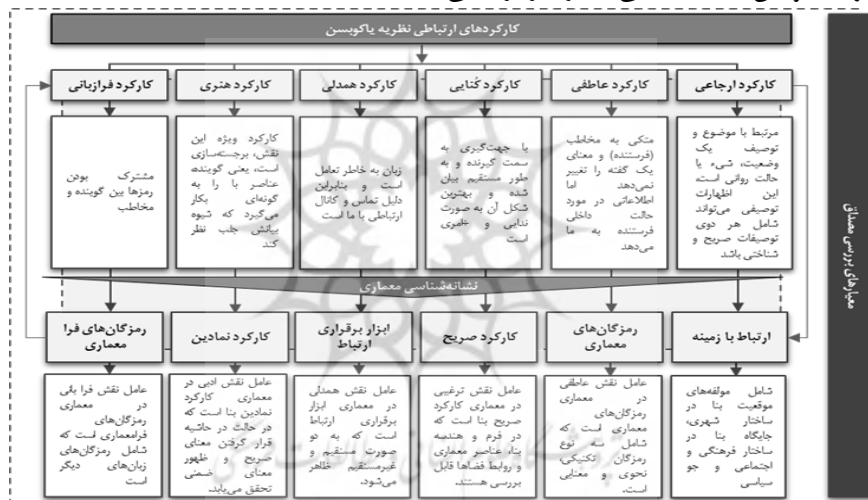 کارکردهای ارتباطی نظریه یاکوبسن
کارکرد ارجاعی
کارکرد عاطفی
کارکرد کُنایی
کارکرد همدلی
کارکرد هنری
کارکرد فرازبانی
مرتبط با موضوع و
توصیف یک
وضعیت، شیء یا
حالت روانی است،
این اظهارات
توصیفی می‌تواند
شامل هر دوی
توصیفات صریح و
شناختی باشد.
متکی به مخاطب
(فرستنده) و معنای
یک گفته را تغییر
نمی‌دهد اما
اطلاعاتی در مورد
حالت داخلی
فرستنده به ما
می‌دهد
با جهت‌گیری به
سمت گیرنده و به
طور مستقیم بیان
شده و بهترین
شکل آن به صورت
ندایی و امری
است
زبان به خاطر تعامل
است و بنابراین
دلیل تماس و کانال
ارتباطی با ما است
کارکرد ویژه این
نقش، برجسته‌سازی
است، یعنی گوینده،
عناصر با را به
گونه‌ای بکار
می‌گیرد که شیوه
بیانش جلب نظر
کند
مشترک بودن
رمزها بین گوینده و
مخاطب
نشانه‌شناسی معماری
ارتباط با زمینه
رمزگان‌های
معماری
کارکرد صریح
ابزار برقراری
ارتباط
کارکرد نمادین
رمزگان‌های فرا
معماری
شامل مولفه‌های
موقعیت بنا در
ساختار شهری،
جایگاه بنا در
ساختار فرهنگی و
اجتماعی و جو
سیاسی
عامل نقش عاطفی
در معماری
رمزگان‌های
معماری است که
شامل سه نوع
رمزگان تکنیکی،
نحوی و معنایی
است.
عامل نقش ترغیبی
در معماری کارکرد
صریح بنا است که
در فرم و هندسه
بنا، عناصر معماری
و روابط فضاها قابل
بررسی هستند.
عامل نقش همدلی
در معماری ابزار
برقراری ارتباط
است که به دو
صورت مستقیم و
غیرمستقیم ظاهر
می‌شود.
عامل نقش ادبی در
معماری کارکرد
نمادین بنا است که
در حالت در حاشیه
قرار گرفتن معنای
صریح و ظهور
معنای ضمنی
تحقق می‌یابد.
عامل نقش فرا بانی
در معماری
رمزگان‌های
فرامعماری است که
شامل رمزگان‌های
زبان‌های دیگر
است
معیارهای بررسی مصداق